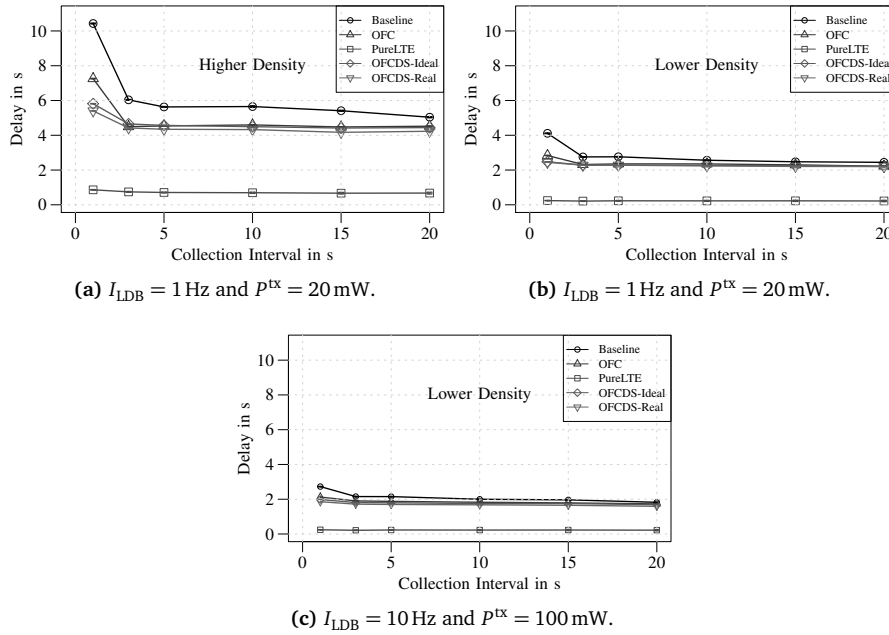 Delay in s
10
8
6
4
2
0
Higher Density
Baseline
OFC
PureLTE
OFCDS-Ideal
OFCDS-Real
0 5 10 15 20
Collection Interval in s
(a) I_LDB = 1 Hz and P^tx = 20 mW.
Delay in s
10
8
6
4
2
0
Lower Density
Baseline
OFC
PureLTE
OFCDS-Ideal
OFCDS-Real
0 5 10 15 20
Collection Interval in s
(b) I_LDB = 1 Hz and P^tx = 20 mW.
Delay in s
10
8
6
4
2
0
Lower Density
Baseline
OFC
PureLTE
OFCDS-Ideal
OFCDS-Real
0 5 10 15 20
Collection Interval in s
(c) I_LDB = 10 Hz and P^tx = 100 mW.